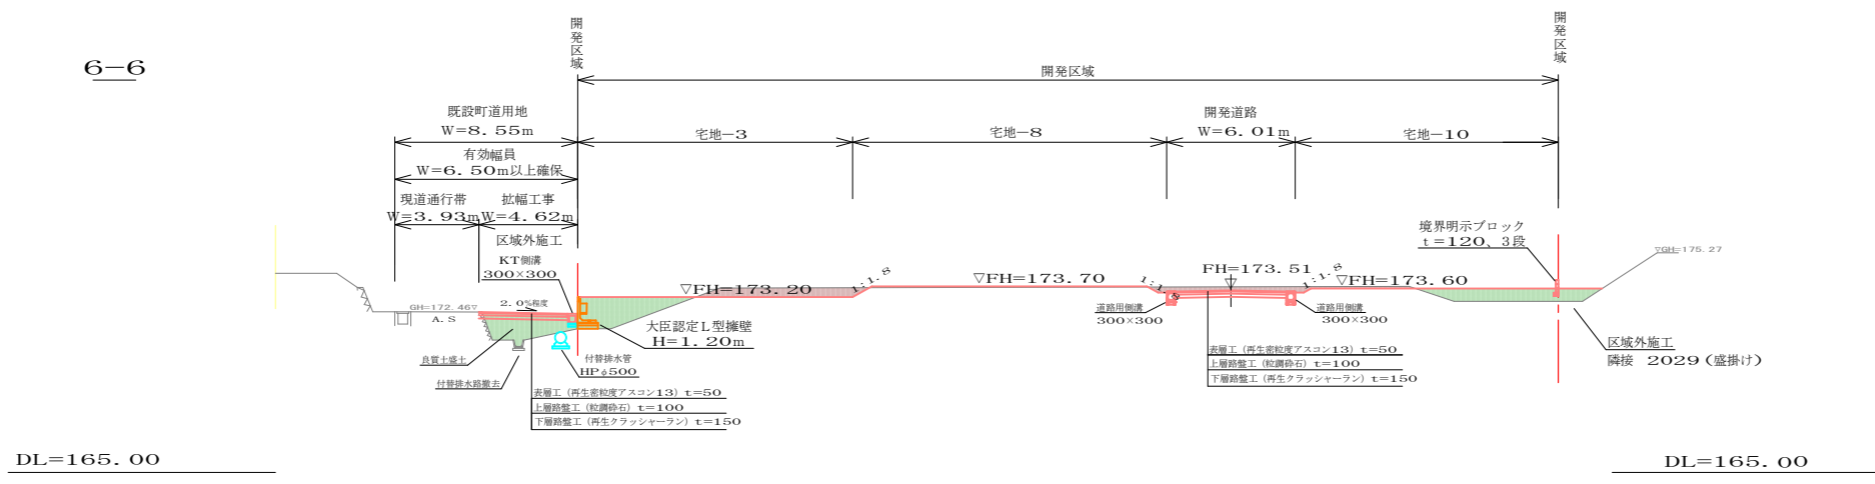 6-6
開発区域
開発区域
開発区域
既設町道用地
W=8.55m
宅地-3
宅地-8
開発道路
W=6.01m
宅地-10
有効幅員
W=6.50m以上確保
現道通行帯
W=3.93m
拡幅工事
W=4.62m
区域外施工
KT側溝
300×300
境界明示ブロック
t=120、3段
▽GH=175.27
GH=172.46▽
A.S
2.0%程度
▽FH=173.20
1:1.8
▽FH=173.70
1:1.8
FH=173.51
1:1.8
▽FH=173.60
道路用側溝
300×300
道路用側溝
300×300
大臣認定L型擁壁
H=1.20m
良質土盛土
付替排水路撤去
付替排水管
HPφ500
表層工(再生密粒度アスコン13) t=50
上層路盤工(粒調砕石) t=100
下層路盤工(再生クラッシャーラン) t=150
表層工(再生密粒度アスコン13) t=50
上層路盤工(粒調砕石) t=100
下層路盤工(再生クラッシャーラン) t=150
区域外施工
隣接 2029(盛掛け)
DL=165.00
DL=165.00